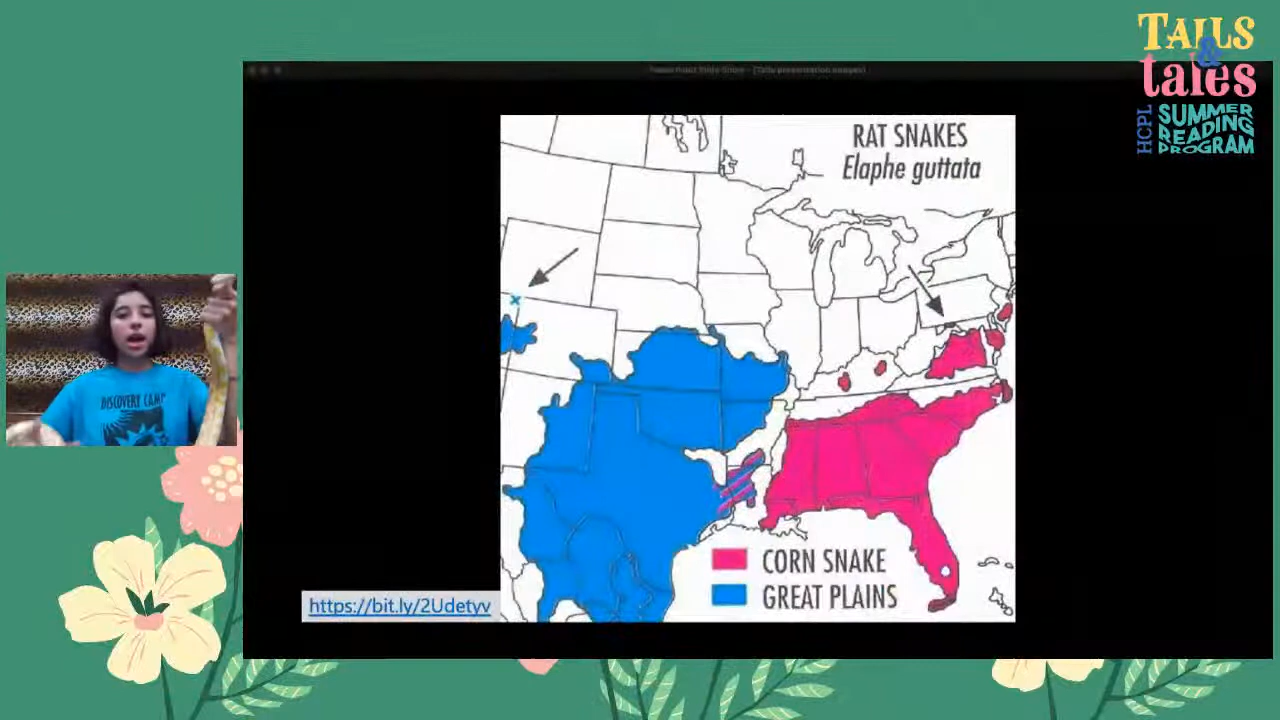 TAILS
&
tales
HCPL
SUMMER
READING
PROGRAM
RAT SNAKES
Elaphe guttata
DISCOVERY CAMP
CORN SNAKE
GREAT PLAINS
https://bit.ly/2Udetyv